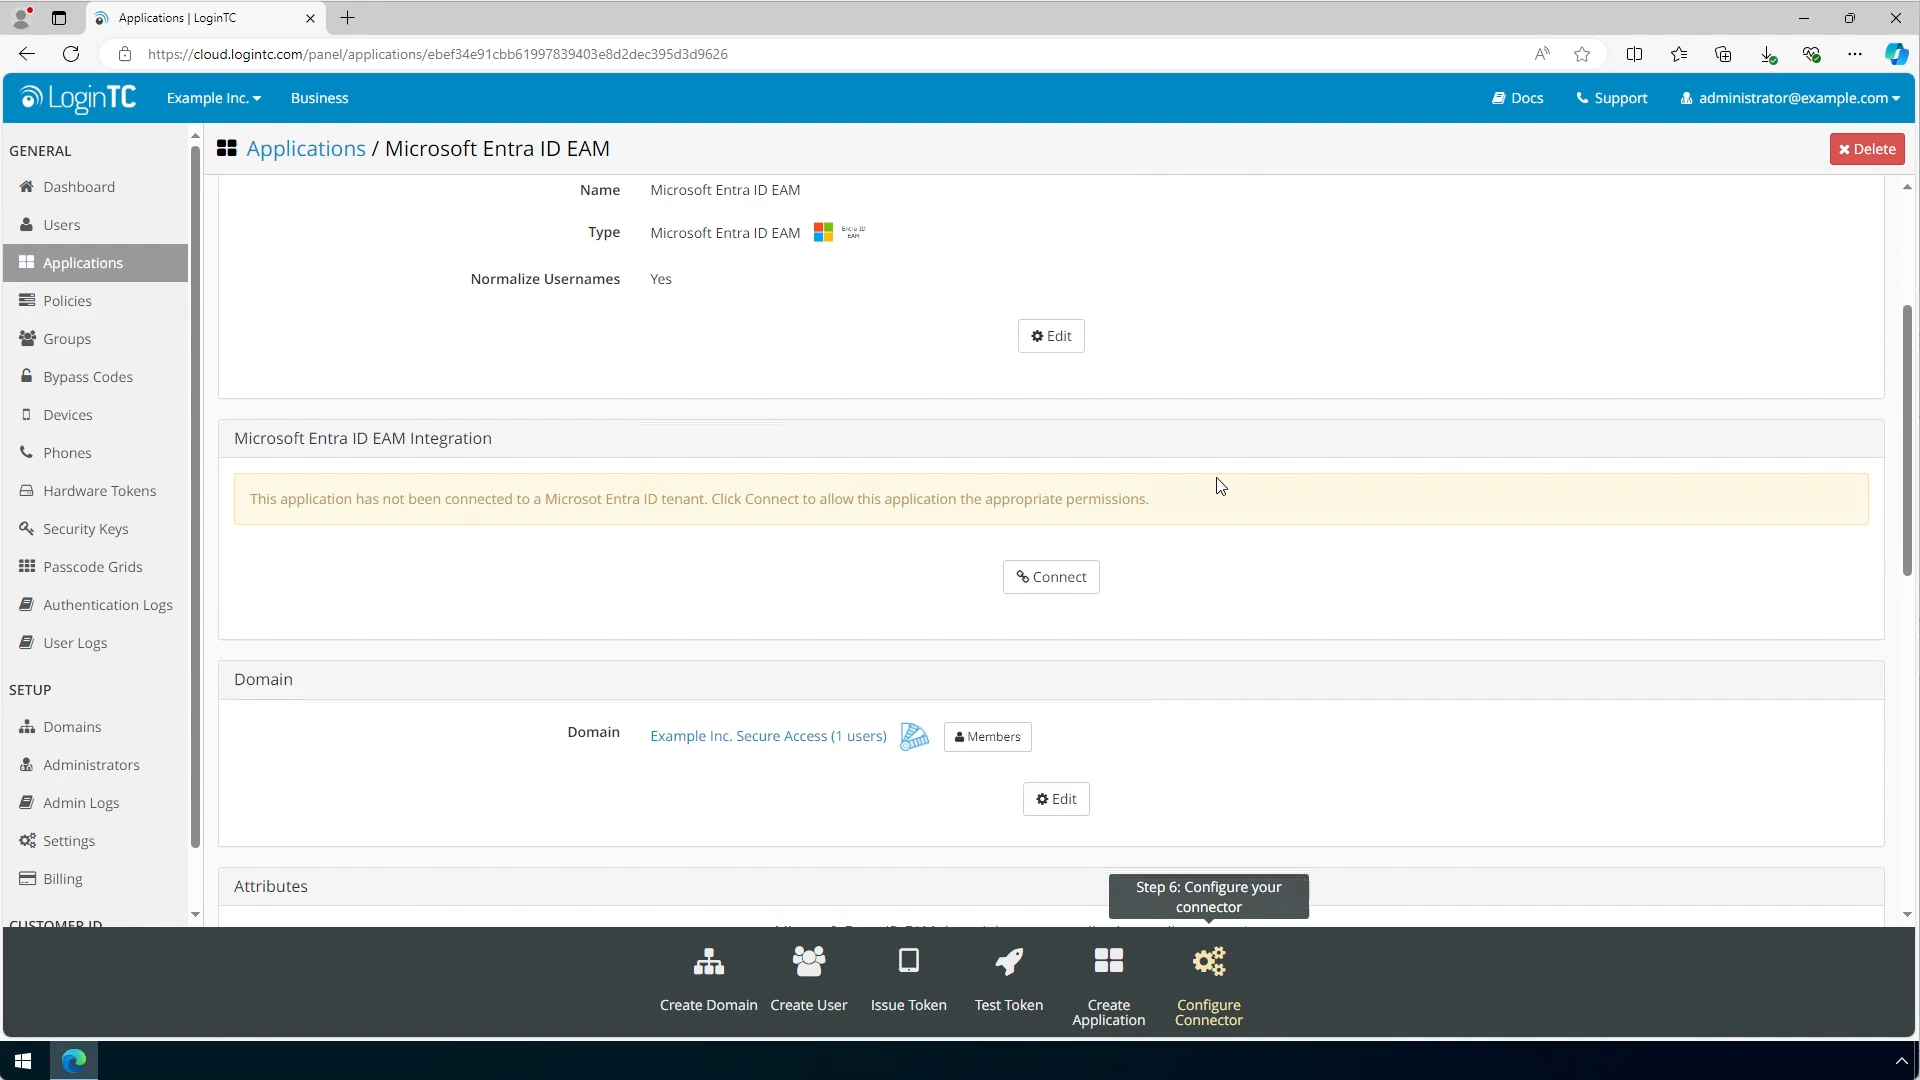 Applications | LoginTC
https://cloud.logintc.com/panel/applications/ebef34e91cbb61997839403e8d2dec395d3d9626
LoginTC
Example Inc.
Business
Docs
Support
administrator@example.com
GENERAL
Dashboard
Users
Applications
Policies
Groups
Bypass Codes
Devices
Phones
Hardware Tokens
Security Keys
Passcode Grids
Authentication Logs
User Logs
SETUP
Domains
Administrators
Admin Logs
Settings
Billing
CUSTOMER ID
Applications / Microsoft Entra ID EAM
Delete
Name Microsoft Entra ID EAM
Type Microsoft Entra ID EAM Entra ID
EAM
Normalize Usernames Yes
Edit
Microsoft Entra ID EAM Integration
This application has not been connected to a Microsot Entra ID tenant. Click Connect to allow this application the appropriate permissions.
Connect
Domain
Domain Example Inc. Secure Access (1 users) Members
Edit
Attributes
Step 6: Configure your
connector
Create Domain
Create User
Issue Token
Test Token
Create
Application
Configure
Connector